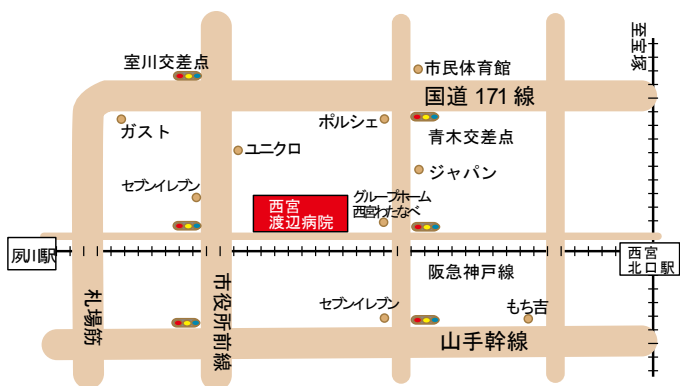 室川交差点
市民体育館
至宝塚
国道 171 線
ガスト
ポルシェ
青木交差点
ユニクロ
ジャパン
セブンイレブン
西宮
渡辺病院
グループホーム
西宮わたなべ
夙川駅
西宮
北口駅
阪急神戸線
札場筋
市役所前線
セブンイレブン
もち吉
山手幹線